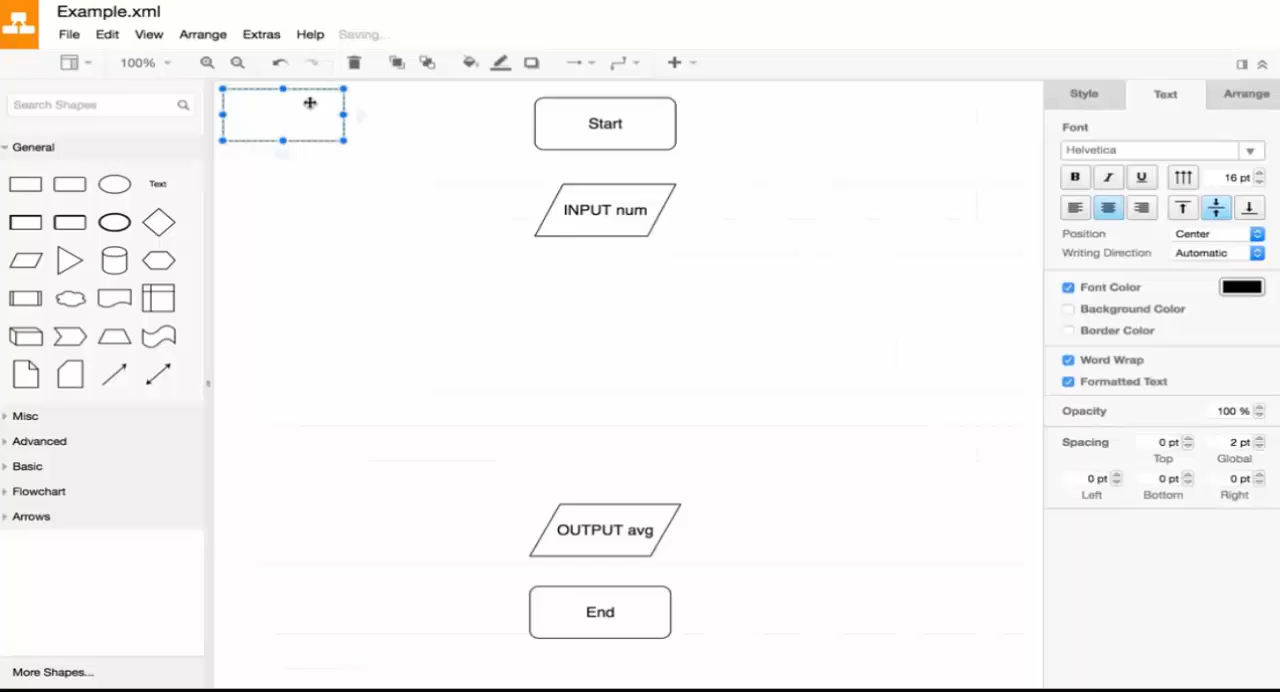 Example.xml
File Edit View Arrange Extras Help Saving...
100%
Search Shapes
General
Text
Misc
Advanced
Basic
Flowchart
Arrows
More Shapes...
Start
INPUT num
OUTPUT avg
End
Style Text Arrange
Font
Helvetica
B I U 16 pt
Position Center
Writing Direction Automatic
Font Color
Background Color
Border Color
Word Wrap
Formatted Text
Opacity 100 %
Spacing 0 pt 2 pt
Top Global
0 pt 0 pt 0 pt
Left Bottom Right